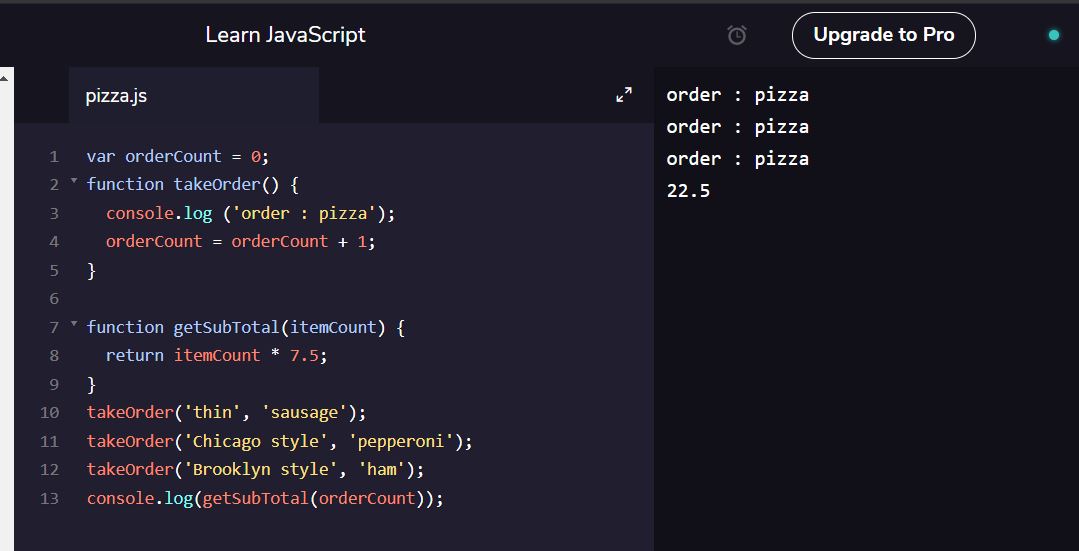 Learn JavaScript
Upgrade to Pro
pizza.js
1 var orderCount = 0;
2 function takeOrder() {
3   console.log ('order : pizza');
4   orderCount = orderCount + 1;
5 }
6
7 function getSubTotal(itemCount) {
8   return itemCount * 7.5;
9 }
10 takeOrder('thin', 'sausage');
11 takeOrder('Chicago style', 'pepperoni');
12 takeOrder('Brooklyn style', 'ham');
13 console.log(getSubTotal(orderCount));
order : pizza
order : pizza
order : pizza
22.5